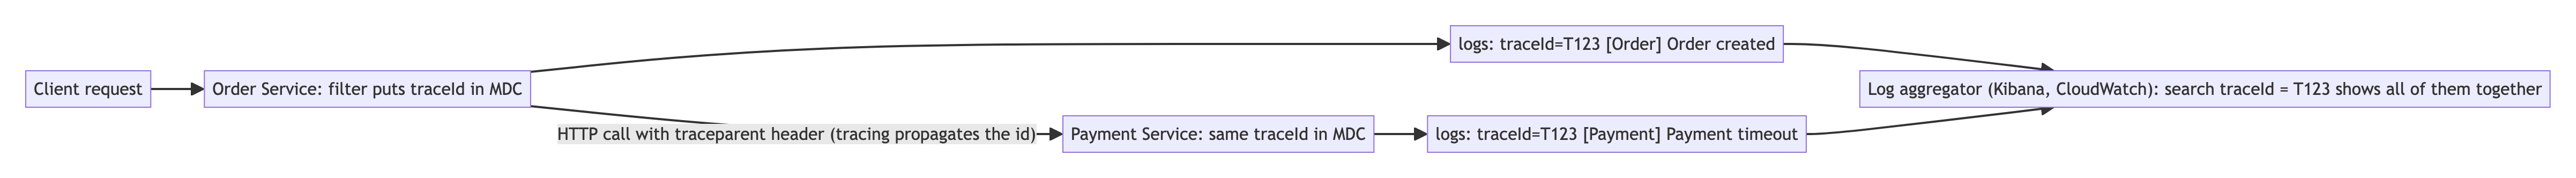 Client request
Order Service: filter puts traceId in MDC
logs: traceId=T123 [Order] Order created
HTTP call with traceparent header (tracing propagates the id)
Payment Service: same traceId in MDC
logs: traceId=T123 [Payment] Payment timeout
Log aggregator (Kibana, CloudWatch): search traceId = T123 shows all of them together